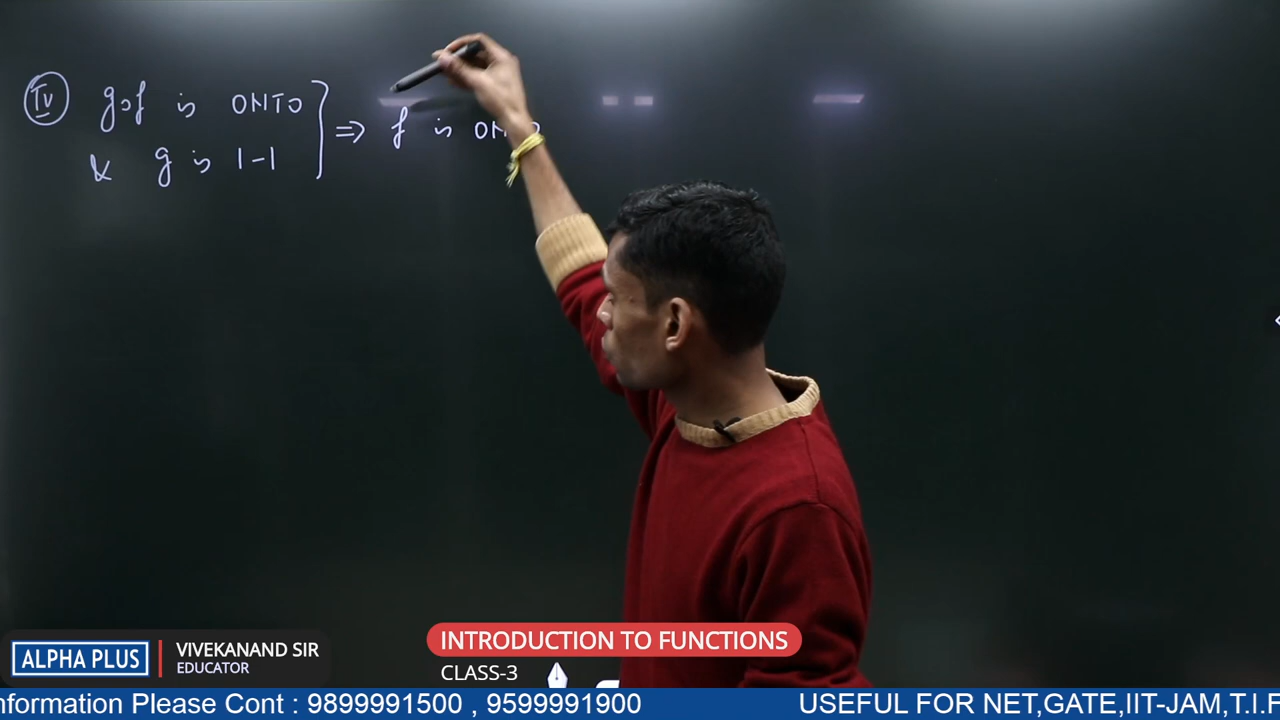 (iv) gof is ONTO
& g is 1-1 } ⇒ f is
ALPHA PLUS
VIVEKANAND SIR
EDUCATOR
INTRODUCTION TO FUNCTIONS
CLASS-3
nformation Please Cont : 9899991500 , 9599991900 USEFUL FOR NET,GATE,IIT-JAM,T.I.F